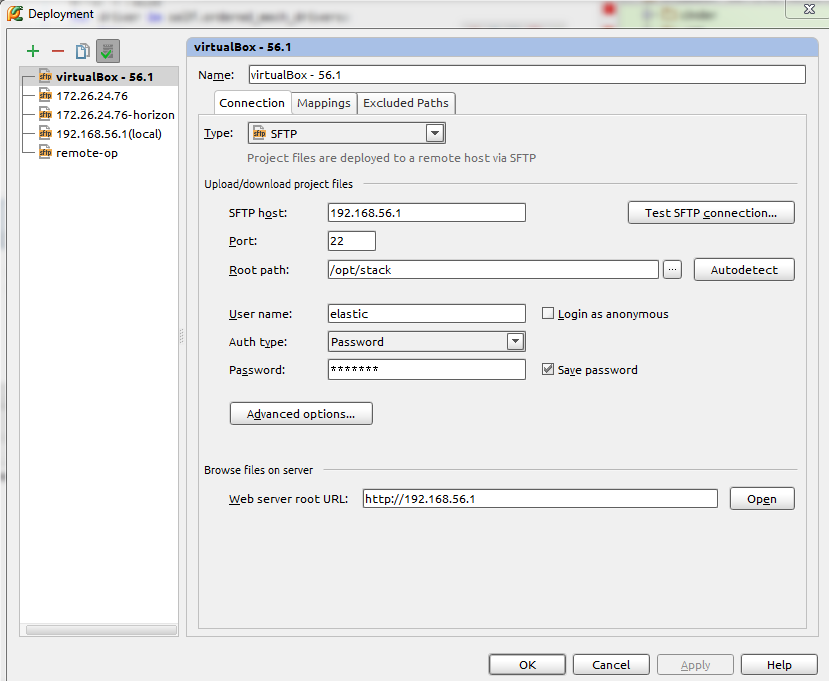 Deployment
virtualBox - 56.1
172.26.24.76
172.26.24.76-horizon
192.168.56.1(local)
remote-op
virtualBox - 56.1
Name: virtualBox - 56.1
Connection Mappings Excluded Paths
Type: SFTP
Project files are deployed to a remote host via SFTP
Upload/download project files
SFTP host: 192.168.56.1 Test SFTP connection...
Port: 22
Root path: /opt/stack ... Autodetect
User name: elastic Login as anonymous
Auth type: Password
Password: ******* Save password
Advanced options...
Browse files on server
Web server root URL: http://192.168.56.1 Open
OK Cancel Apply Help